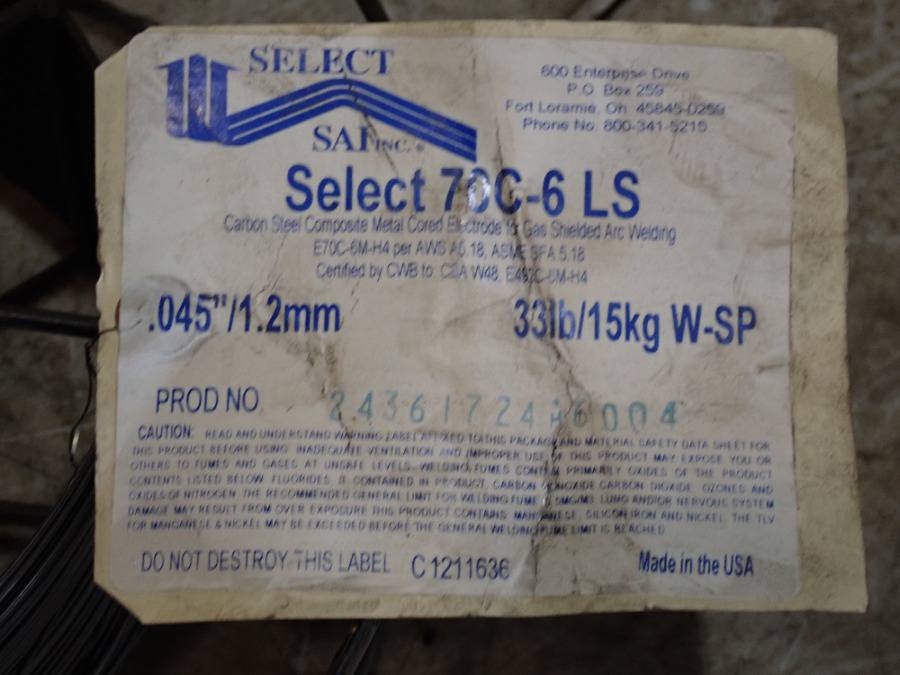 SELECT
SAI INC. ®
600 Enterprise Drive
P.O. Box 259
Fort Loramie, Oh 45845-0259
Phone No. 800-341-5215
Select 70C-6 LS
Carbon Steel Composite Metal Cored Electrode for Gas Shielded Arc Welding
E70C-6M-H4 per AWS A5.18, ASME SFA 5.18
Certified by CWB to: CSA W48, E492C-6M-H4
.045"/1.2mm
33lb/15kg W-SP
PROD NO 2436172446004
CAUTION: READ AND UNDERSTAND WARNING LABEL AFFIXED TO THIS PACKAGE AND MATERIAL SAFETY DATA SHEET FOR
THIS PRODUCT BEFORE USING. INADEQUATE VENTILATION AND IMPROPER USE OF THIS PRODUCT MAY EXPOSE YOU OR
OTHERS TO FUMES AND GASES AT UNSAFE LEVELS. WELDING FUMES CONTAIN PRIMARILY OXIDES OF THE PRODUCT
CONTENTS LISTED BELOW. FLUORIDES, IF CONTAINED IN PRODUCT, CARBON MONOXIDE CARBON DIOXIDE, OZONES AND
OXIDES OF NITROGEN. THE RECOMMENDED GENERAL LIMIT FOR WELDING FUME IS 5MG/M3. LUNG AND/OR NERVOUS SYSTEM
DAMAGE MAY RESULT FROM OVER EXPOSURE THIS PRODUCT CONTAINS MANGANESE, SILICON, IRON AND NICKEL. THE TLV
FOR MANGANESE & NICKEL MAY BE EXCEEDED BEFORE THE GENERAL WELDING FUME LIMIT IS REACHED.
DO NOT DESTROY THIS LABEL C1211636 Made in the USA